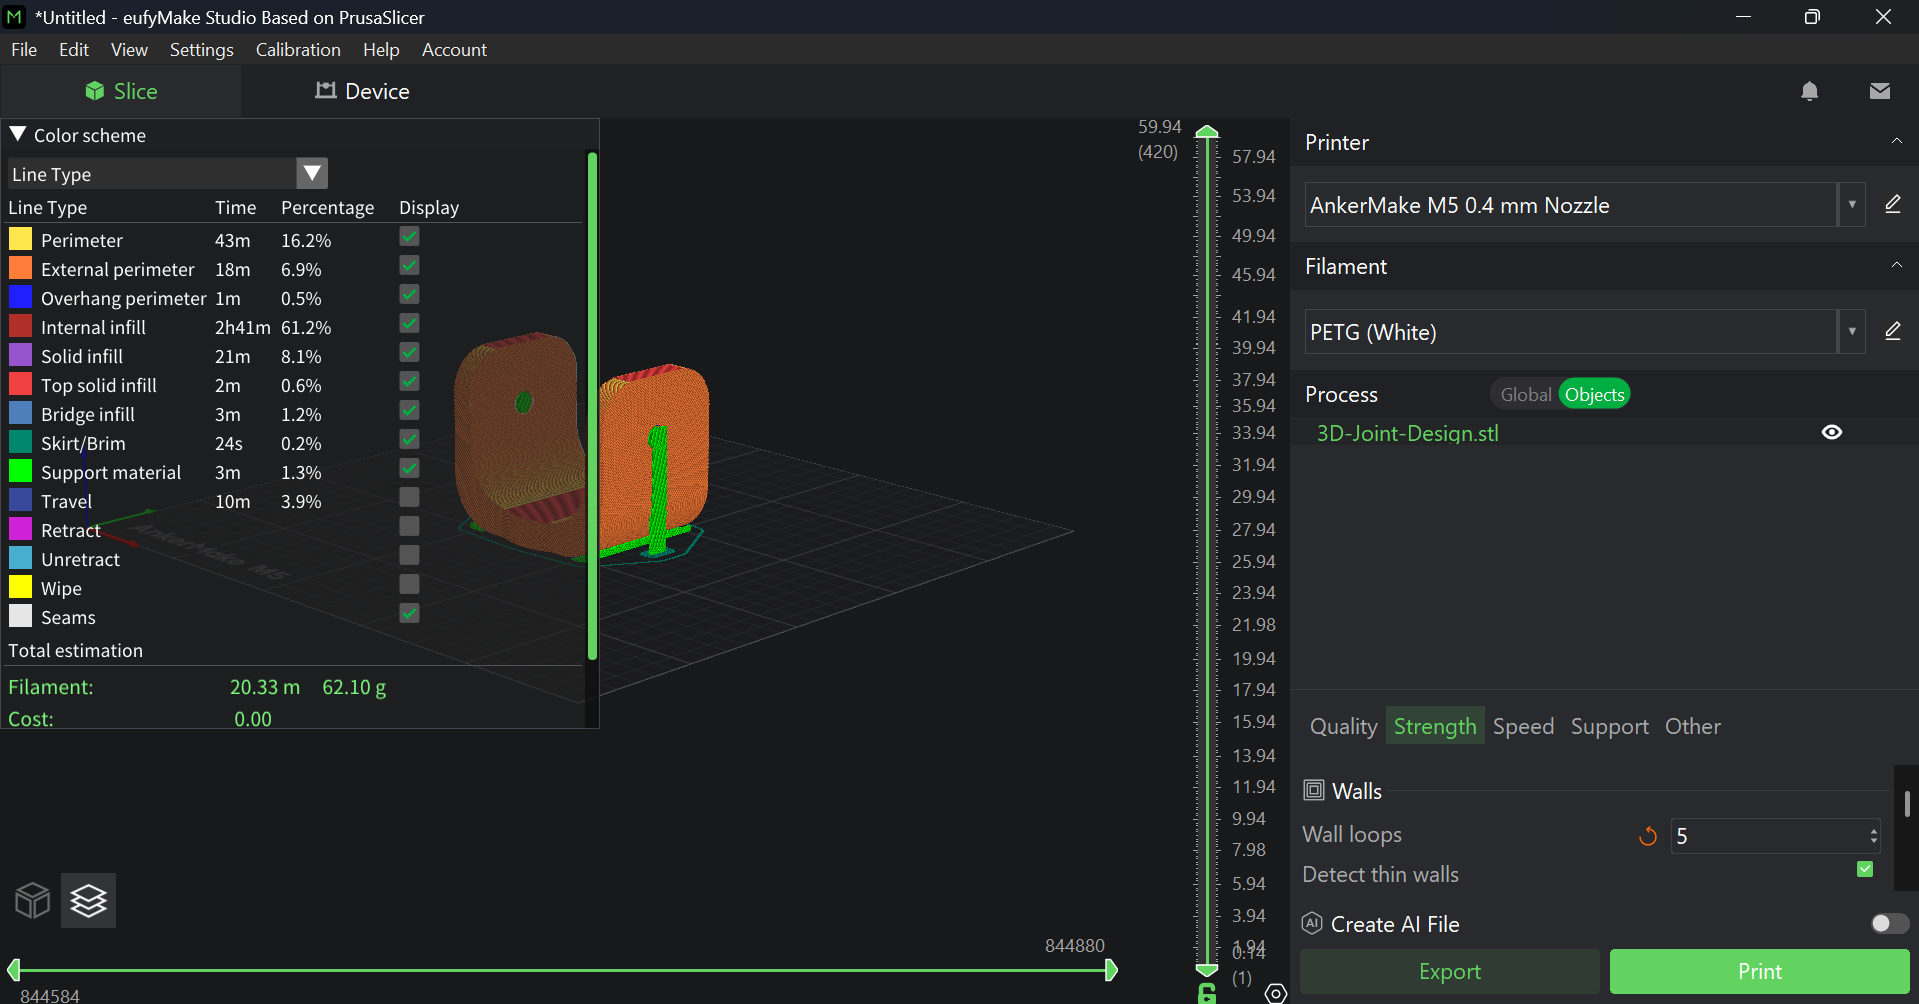 *Untitled - eufyMake Studio Based on PrusaSlicer
File Edit View Settings Calibration Help Account
Slice Device
Color scheme
Line Type
Line Type Time Percentage Display
Perimeter 43m 16.2%
External perimeter 18m 6.9%
Overhang perimeter 1m 0.5%
Internal infill 2h41m 61.2%
Solid infill 21m 8.1%
Top solid infill 2m 0.6%
Bridge infill 3m 1.2%
Skirt/Brim 24s 0.2%
Support material 3m 1.3%
Travel 10m 3.9%
Retract
Unretract
Wipe
Seams
Total estimation
Filament: 20.33 m 62.10 g
Cost: 0.00
AnkerMake M5
1
844880
844584
59.94
(420)
57.94
53.94
49.94
45.94
41.94
39.94
37.94
35.94
33.94
31.94
29.94
27.94
25.94
23.94
21.98
19.94
17.94
15.94
13.94
11.94
9.94
7.98
5.94
3.94
1.94
0.14
(1)
Printer
AnkerMake M5 0.4 mm Nozzle
Filament
PETG (White)
Process Global Objects
3D-Joint-Design.stl
Quality Strength Speed Support Other
Walls
Wall loops 5
Detect thin walls
AI Create AI File
Export Print